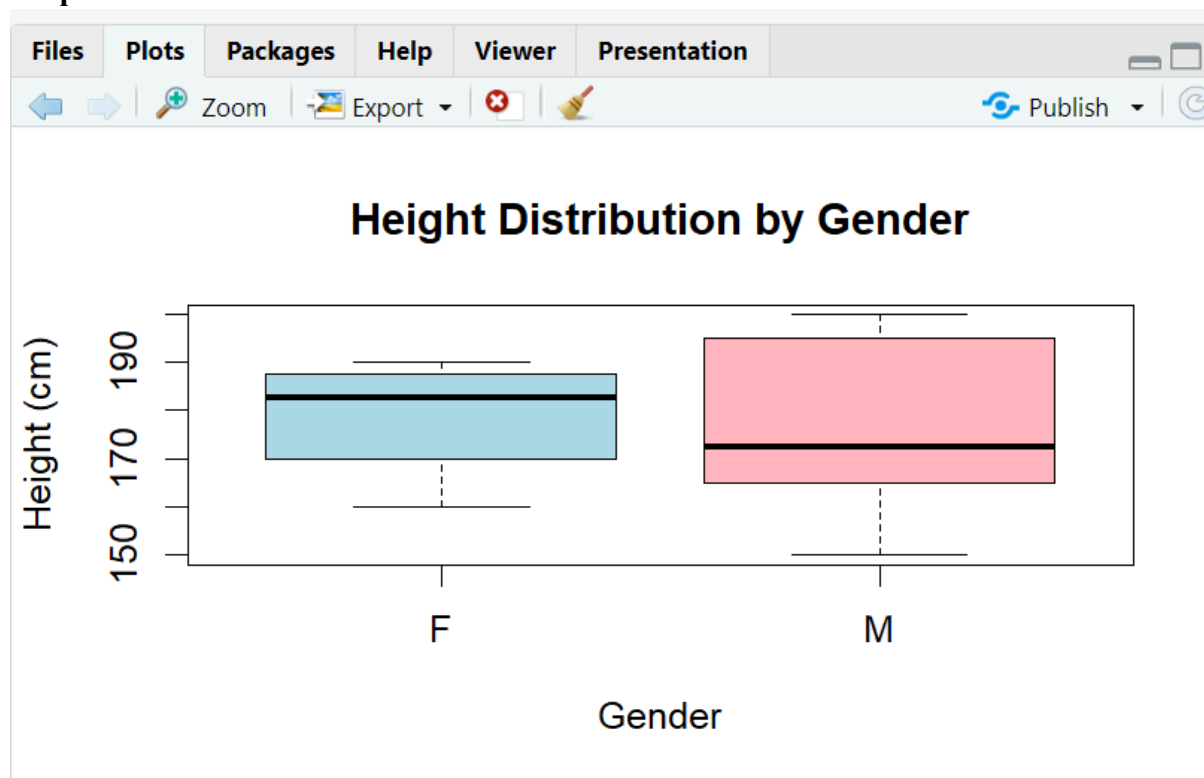 Files Plots Packages Help Viewer Presentation
Zoom Export Publish
Height Distribution by Gender
Height (cm)
190
170
150
F M
Gender